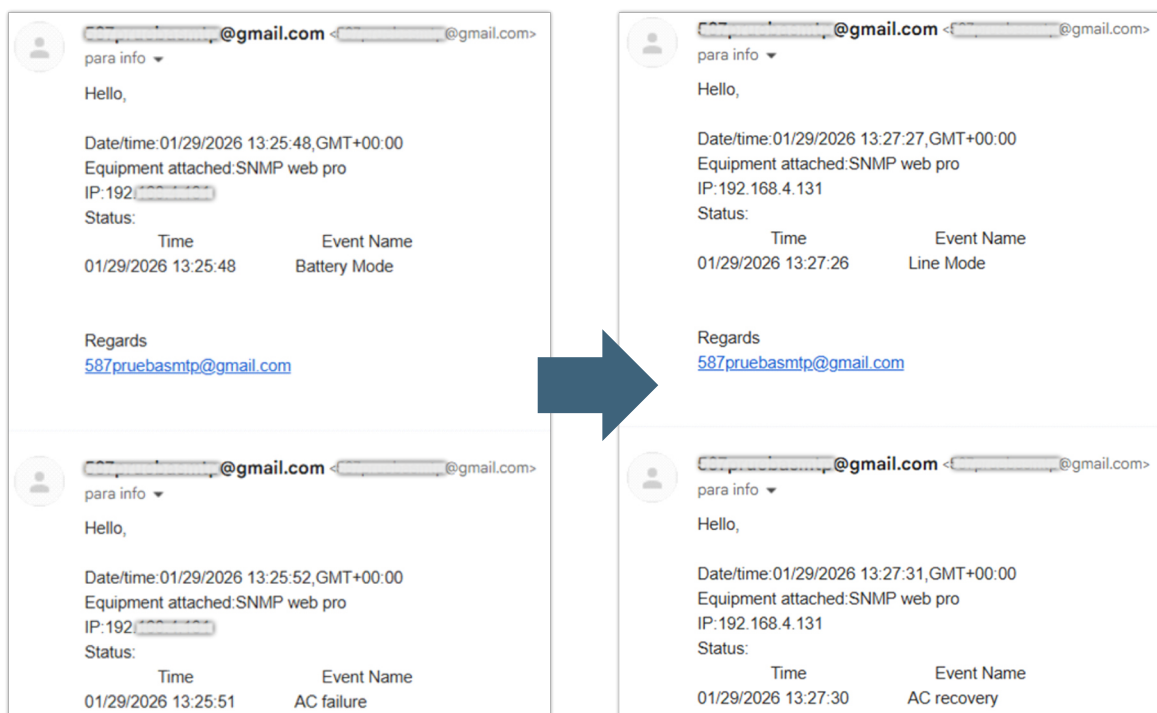 @gmail.com < @gmail.com>
para info
Hello,
Date/time:01/29/2026 13:25:48,GMT+00:00
Equipment attached:SNMP web pro
IP:192.
Status:
Time Event Name
01/29/2026 13:25:48 Battery Mode
Regards
587pruebasmtp@gmail.com
@gmail.com < @gmail.com>
para info
Hello,
Date/time:01/29/2026 13:25:52,GMT+00:00
Equipment attached:SNMP web pro
IP:192.
Status:
Time Event Name
01/29/2026 13:25:51 AC failure
@gmail.com < @gmail.com>
para info
Hello,
Date/time:01/29/2026 13:27:27,GMT+00:00
Equipment attached:SNMP web pro
IP:192.168.4.131
Status:
Time Event Name
01/29/2026 13:27:26 Line Mode
Regards
587pruebasmtp@gmail.com
@gmail.com < @gmail.com>
para info
Hello,
Date/time:01/29/2026 13:27:31,GMT+00:00
Equipment attached:SNMP web pro
IP:192.168.4.131
Status:
Time Event Name
01/29/2026 13:27:30 AC recovery